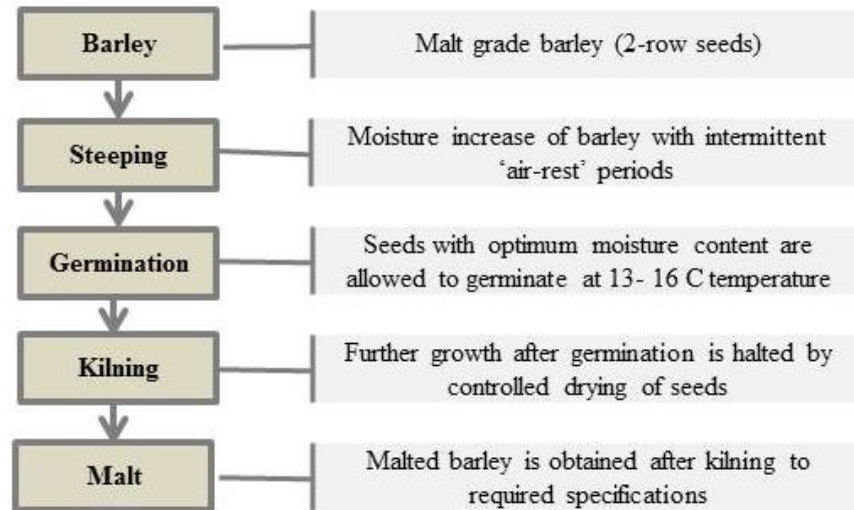 Barley
Malt grade barley (2-row seeds)
Steeping
Moisture increase of barley with intermittent
‘air-rest’ periods
Germination
Seeds with optimum moisture content are
allowed to germinate at 13- 16 C temperature
Kilning
Further growth after germination is halted by
controlled drying of seeds
Malt
Malted barley is obtained after kilning to
required specifications